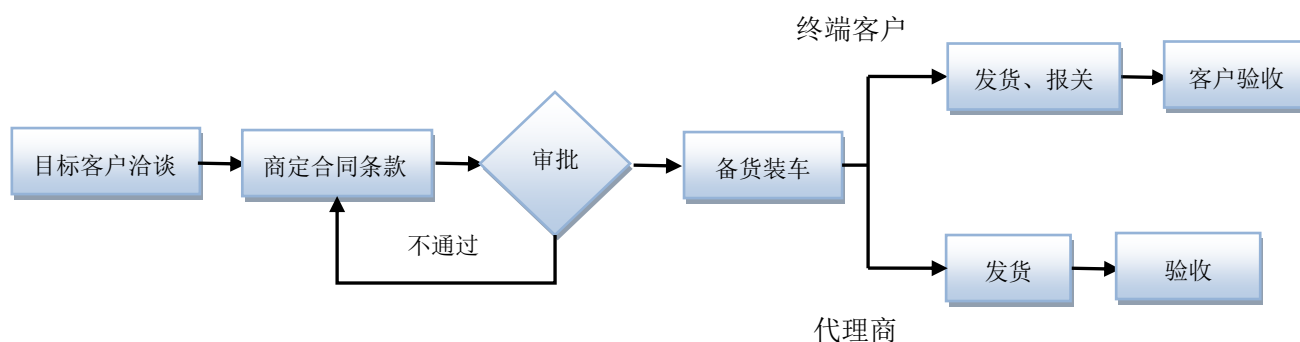 终端客户
发货、报关
客户验收
目标客户洽谈
商定合同条款
审批
备货装车
不通过
发货
验收
代理商